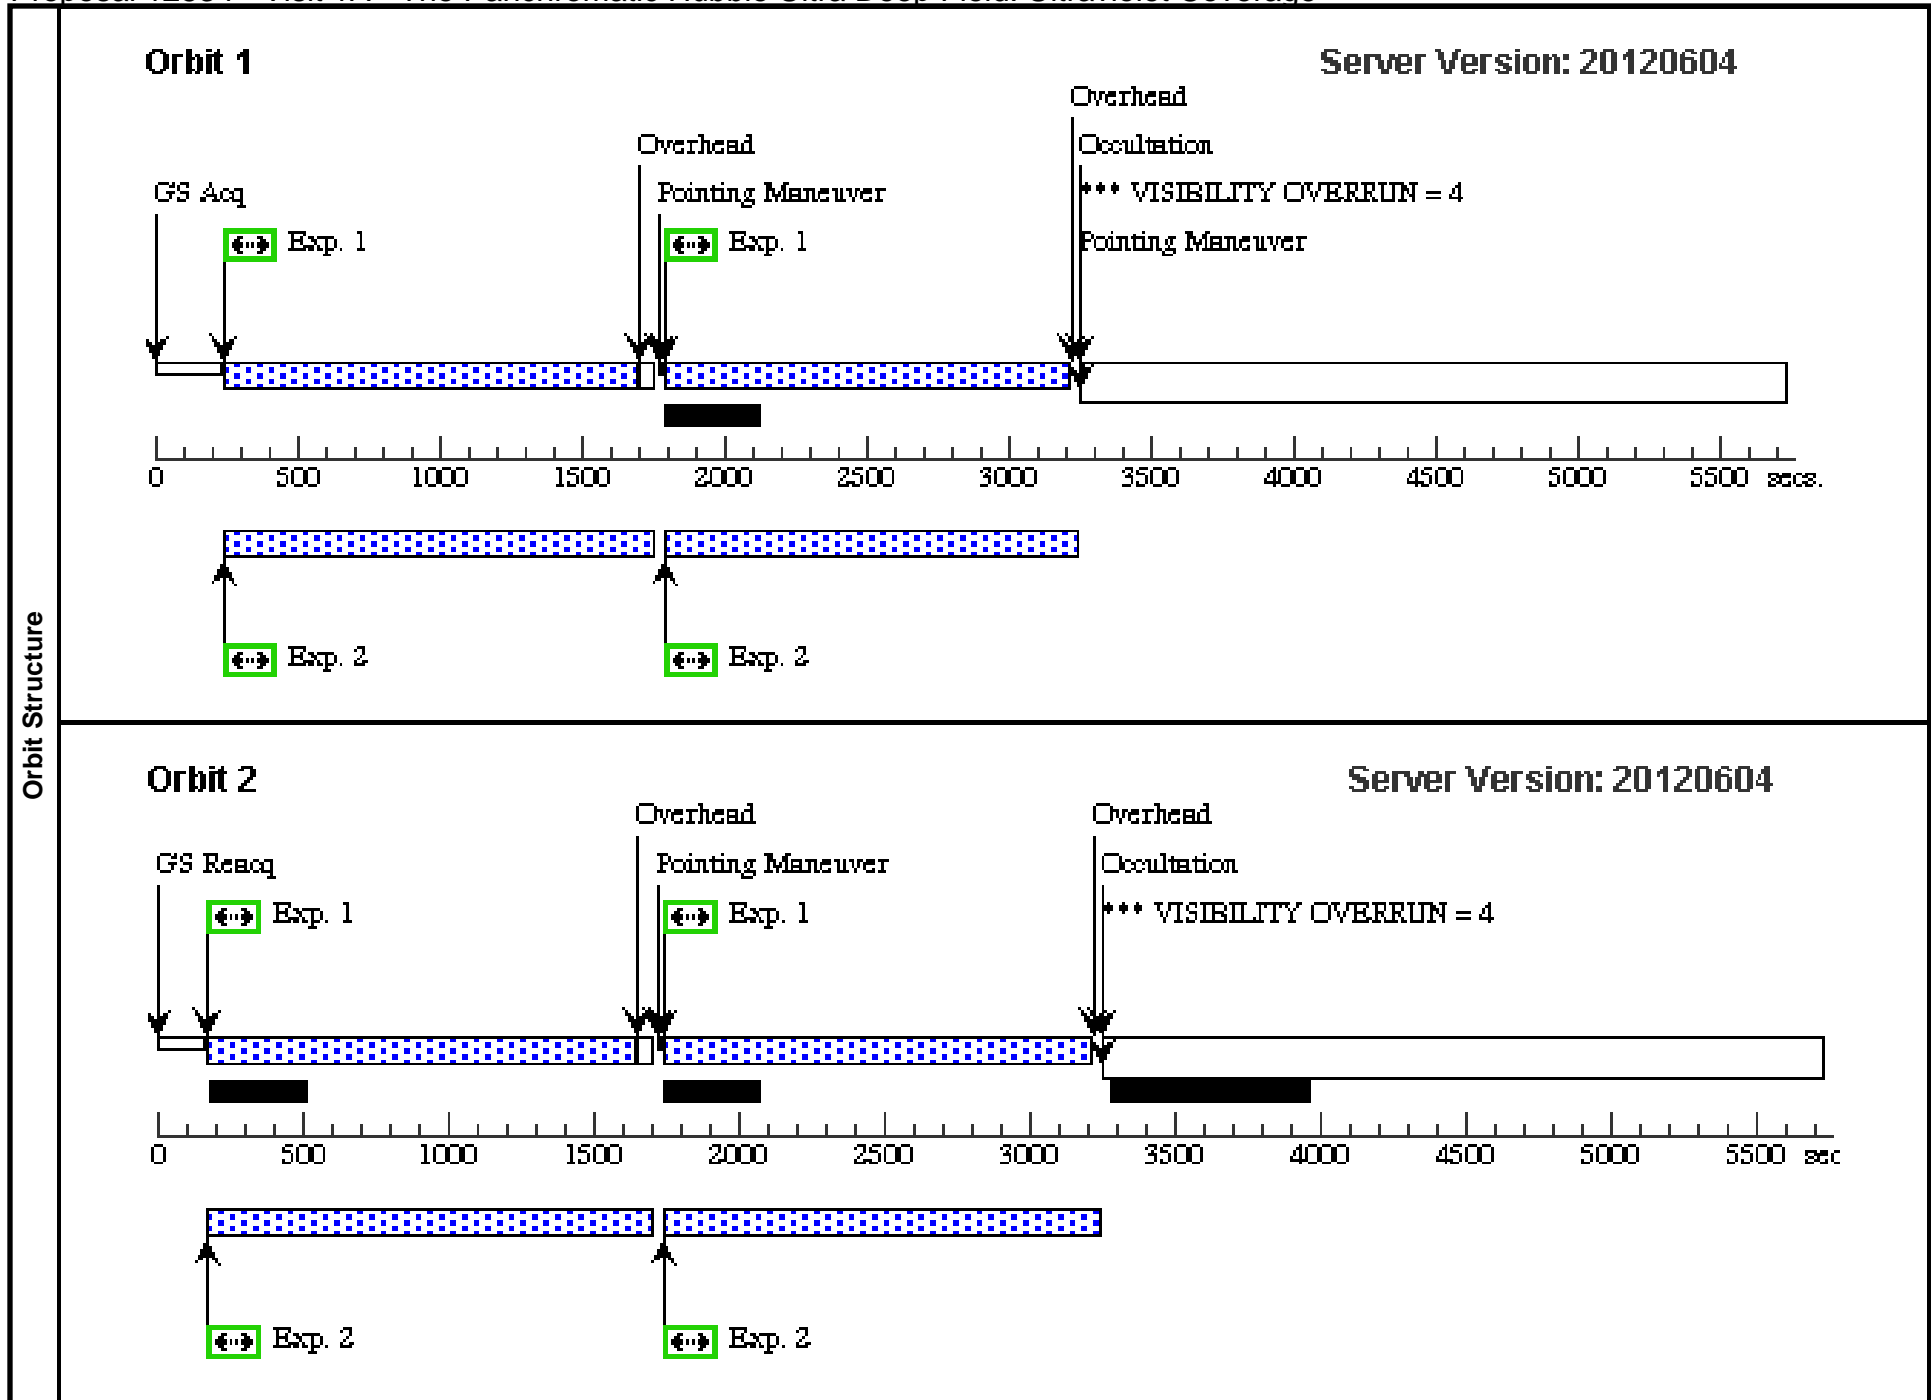 Orbit Structure
Orbit 1
Server Version: 20120604
Overhead
Overhead
Occultation
GS Acq
Pointing Maneuver
*** VISIBILITY OVERRUN = 4
Exp. 1
Exp. 1
Pointing Maneuver
0 500 1000 1500 2000 2500 3000 3500 4000 4500 5000 5500 secs.
Exp. 2
Exp. 2
Orbit 2
Server Version: 20120604
Overhead
Overhead
GS Reacq
Pointing Maneuver
Occultation
Exp. 1
Exp. 1
*** VISIBILITY OVERRUN = 4
0 500 1000 1500 2000 2500 3000 3500 4000 4500 5000 5500 sec
Exp. 2
Exp. 2